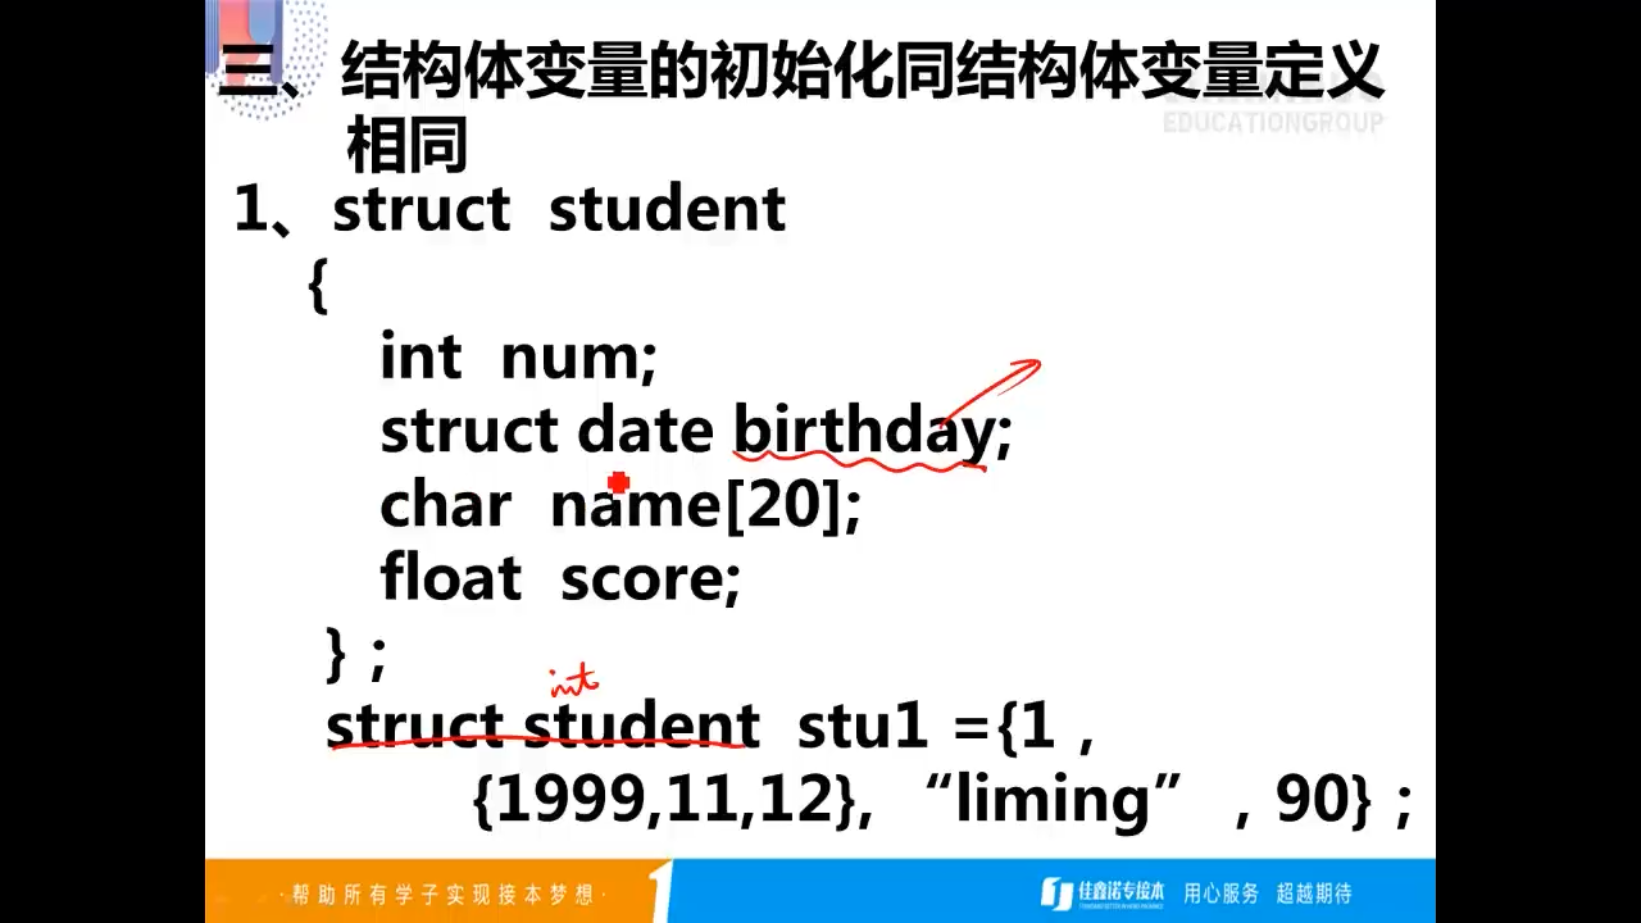 三、结构体变量的初始化同结构体变量定义
相同
EDUCATIONGROUP
1、struct student
{
int num;
struct date birthday;
char name[20];
float score;
} ;
int
struct student stu1 ={1 ,
{1999,11,12}, “liming” , 90} ;
·帮助所有学子实现接本梦想·
佳鑫诺专接本 用心服务 超越期待